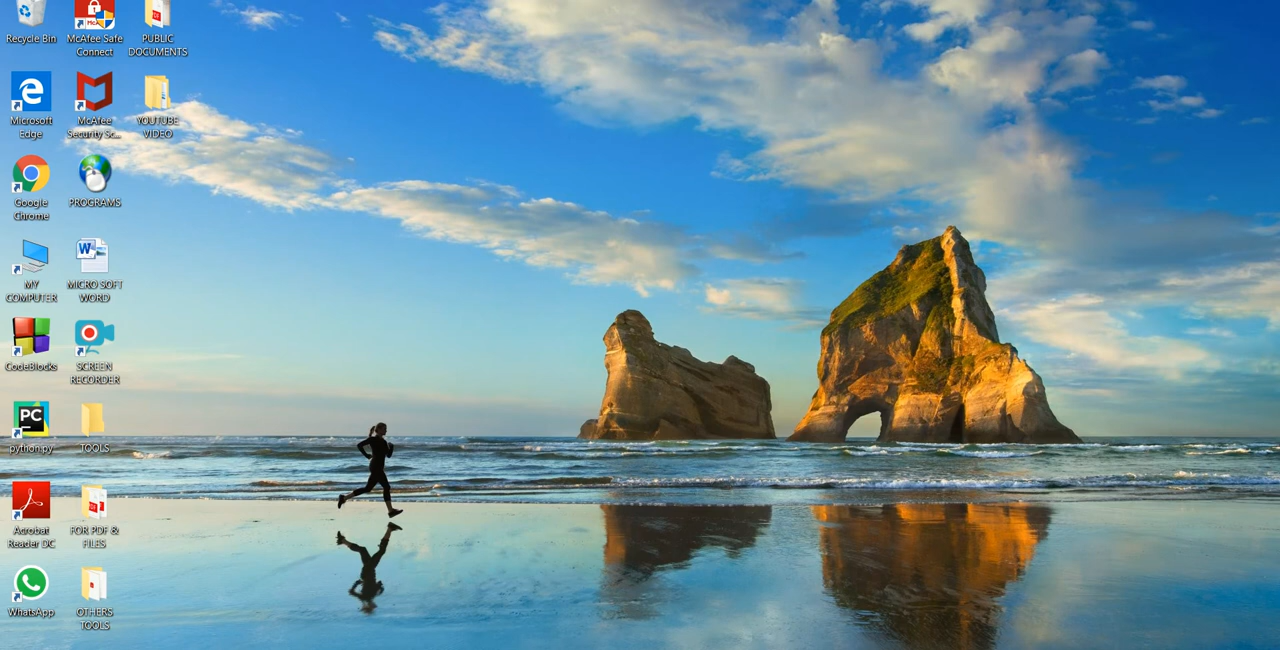 Recycle Bin
McAfee Safe
Connect
PUBLIC
DOCUMENTS
Microsoft
Edge
McAfee
Security Sc...
YOUTUBE
VIDEO
Google
Chrome
PROGRAMS
MY
COMPUTER
MICRO SOFT
WORD
CodeBlocks
SCREEN
RECORDER
PC
python.py
TOOLS
Acrobat
Reader DC
FOR PDF &
FILES
WhatsApp
OTHERS
TOOLS